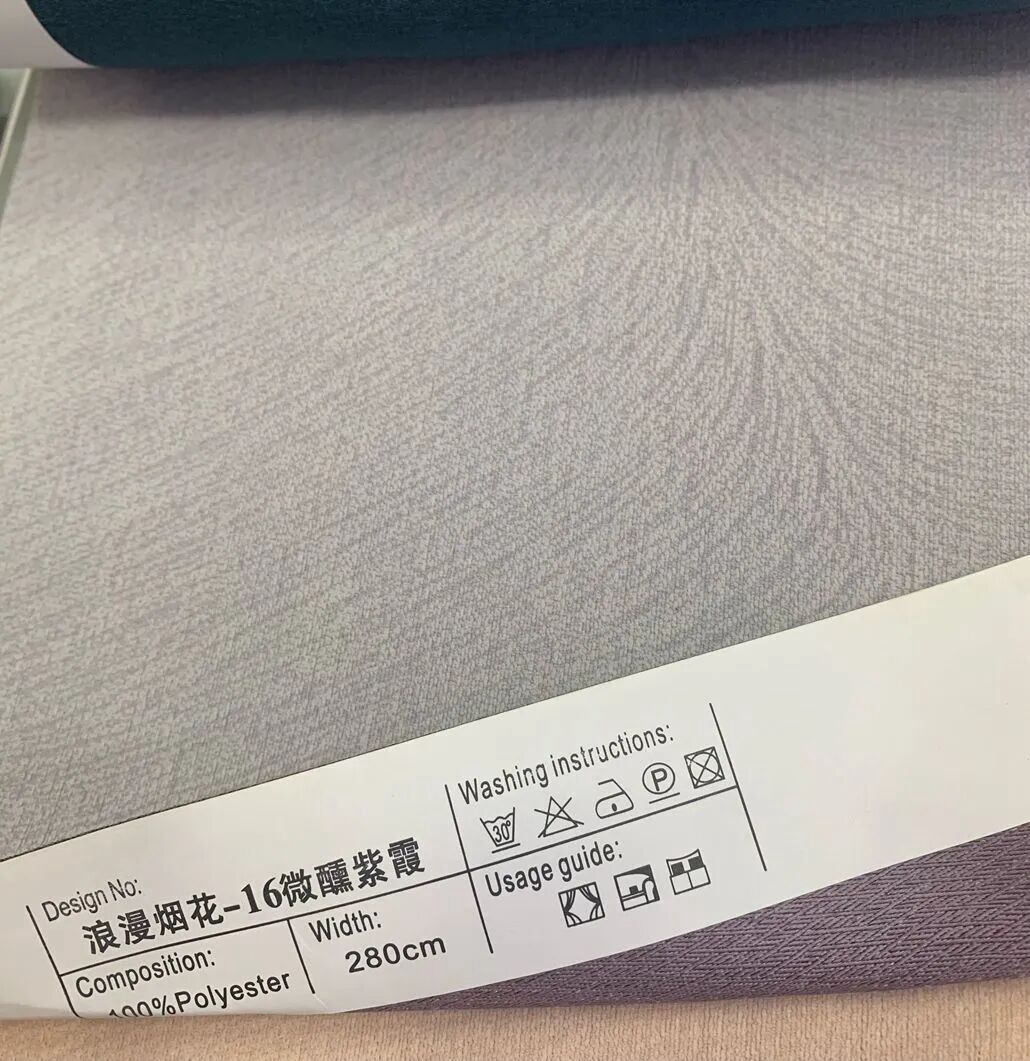 Design No:
浪漫烟花-16微醺紫霞
Composition:
100%Polyester
Width:
280cm
Washing instructions:
30°
P
Usage guide: